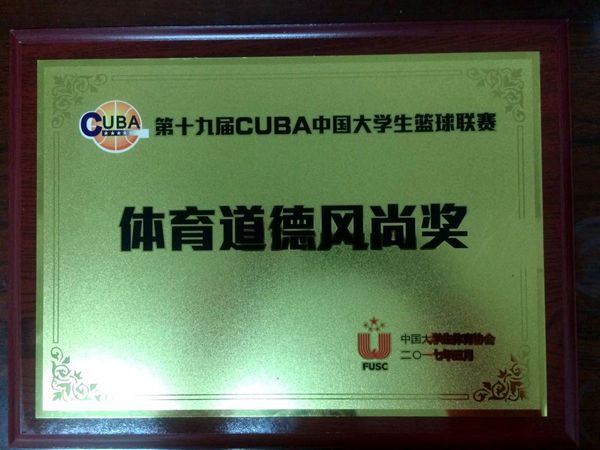 CUBA
第十九届CUBA中国大学生篮球联赛
体育道德风尚奖
中国大学生体育协会
二〇一七年三月
FUSC